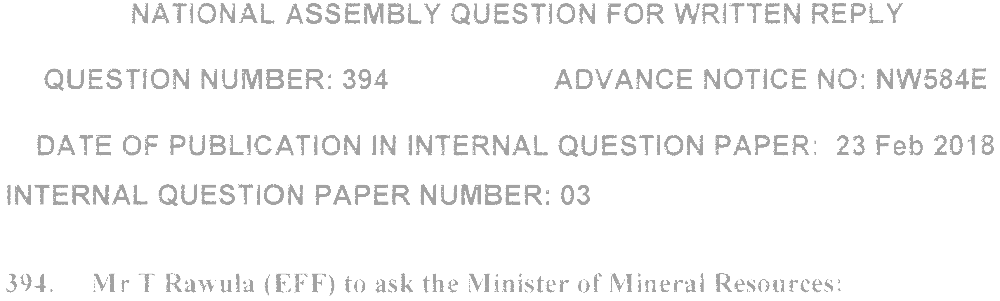 NATIONAL ASSEMBLY QUESTION FOR WRITTEN REPLY
QUESTION NUMBER: 394 ADVANCE NOTICE NO: NW584E
DATE OF PUBLICATION IN INTERNAL QUESTION PAPER: 23 Feb 2018
INTERNAL QUESTION PAPER NUMBER: 03
394. Mr T Rawula (EFF) to ask the Minister of Mineral Resources: